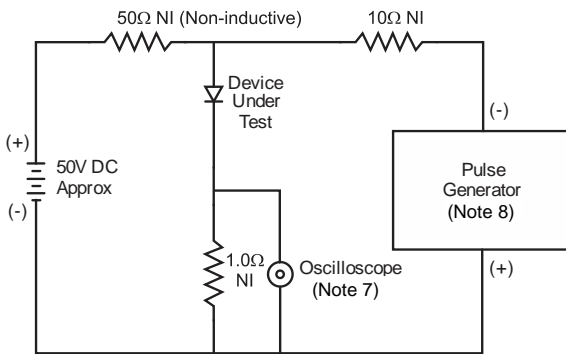 50Ω NI (Non-inductive)
10Ω NI
Device
Under
Test
(-)
(+)
50V DC
Approx
(-)
Pulse
Generator
(Note 8)
1.0Ω
NI
Oscilloscope
(Note 7)
(+)